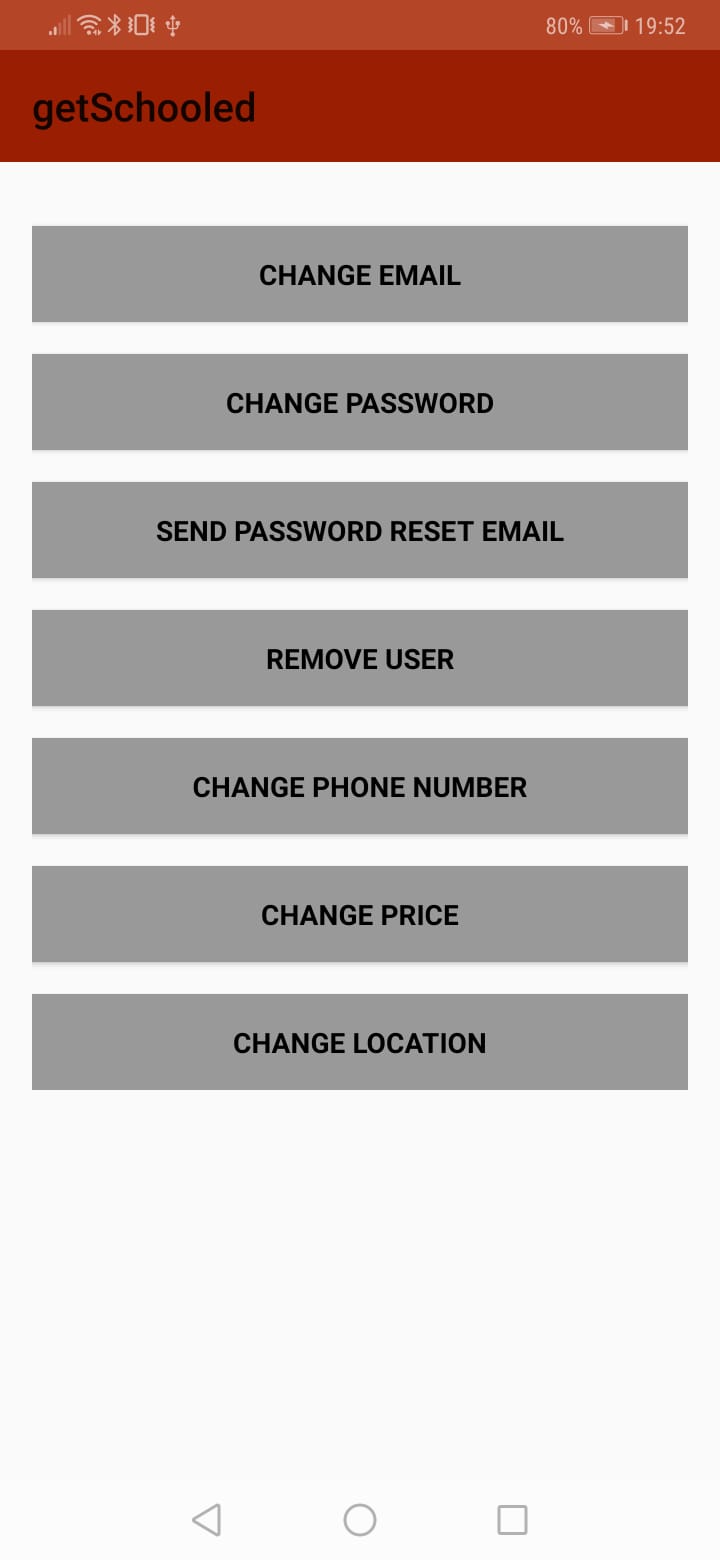 80% 19:52
getSchooled
CHANGE EMAIL
CHANGE PASSWORD
SEND PASSWORD RESET EMAIL
REMOVE USER
CHANGE PHONE NUMBER
CHANGE PRICE
CHANGE LOCATION